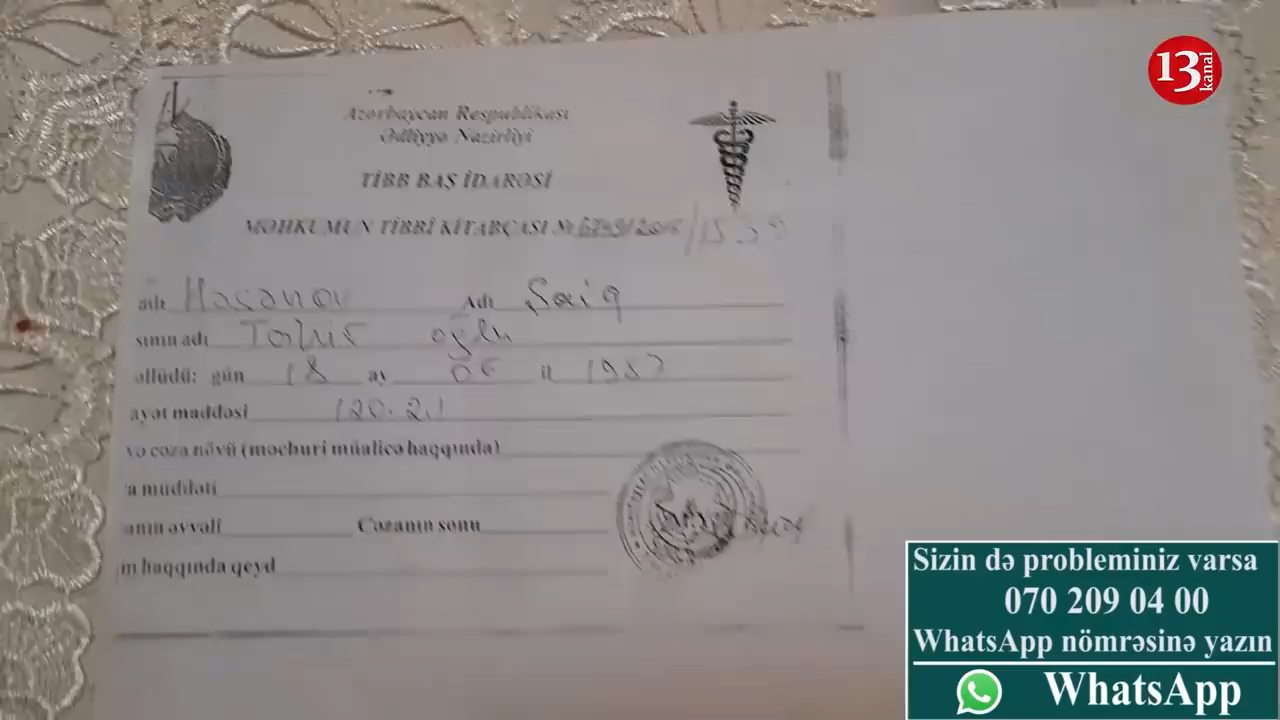 13 kanal
Azərbaycan Respublikası
Ədliyyə Nazirliyi
TİBB BAŞ İDARƏSİ
MƏHKUMUN TİBBİ KİTABÇASI №
adı Həsənov Adı Saiq
sının adı Tahir oğlu
ollüdü: gün 18 ay 06 il
ayət maddəsi 120.2.1
və cəza növü (məcburi müalicə haqqında)
a müddəti
anın əvvəli Cəzanın sonu
m haqqında qeyd
Sizin də probleminiz varsa
070 209 04 00
WhatsApp nömrəsinə yazın
WhatsApp